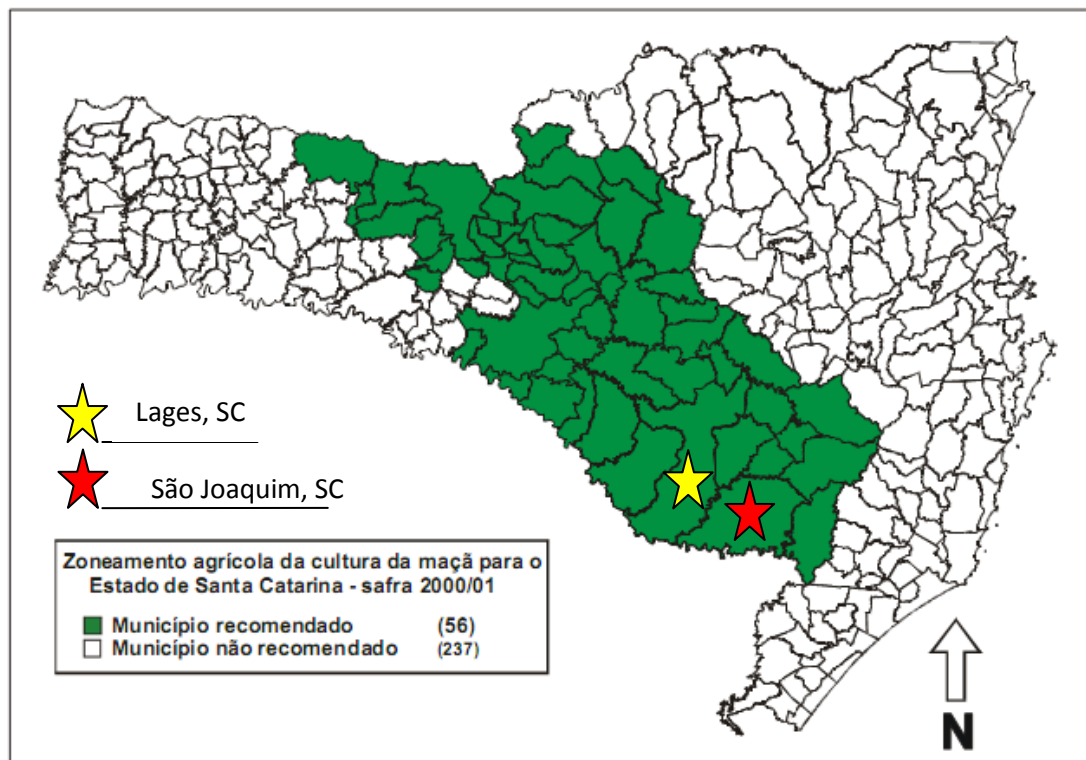 Lages, SC
São Joaquim, SC
Zoneamento agrícola da cultura da maçã para o
Estado de Santa Catarina - safra 2000/01
Município recomendado (56)
Município não recomendado (237)
N